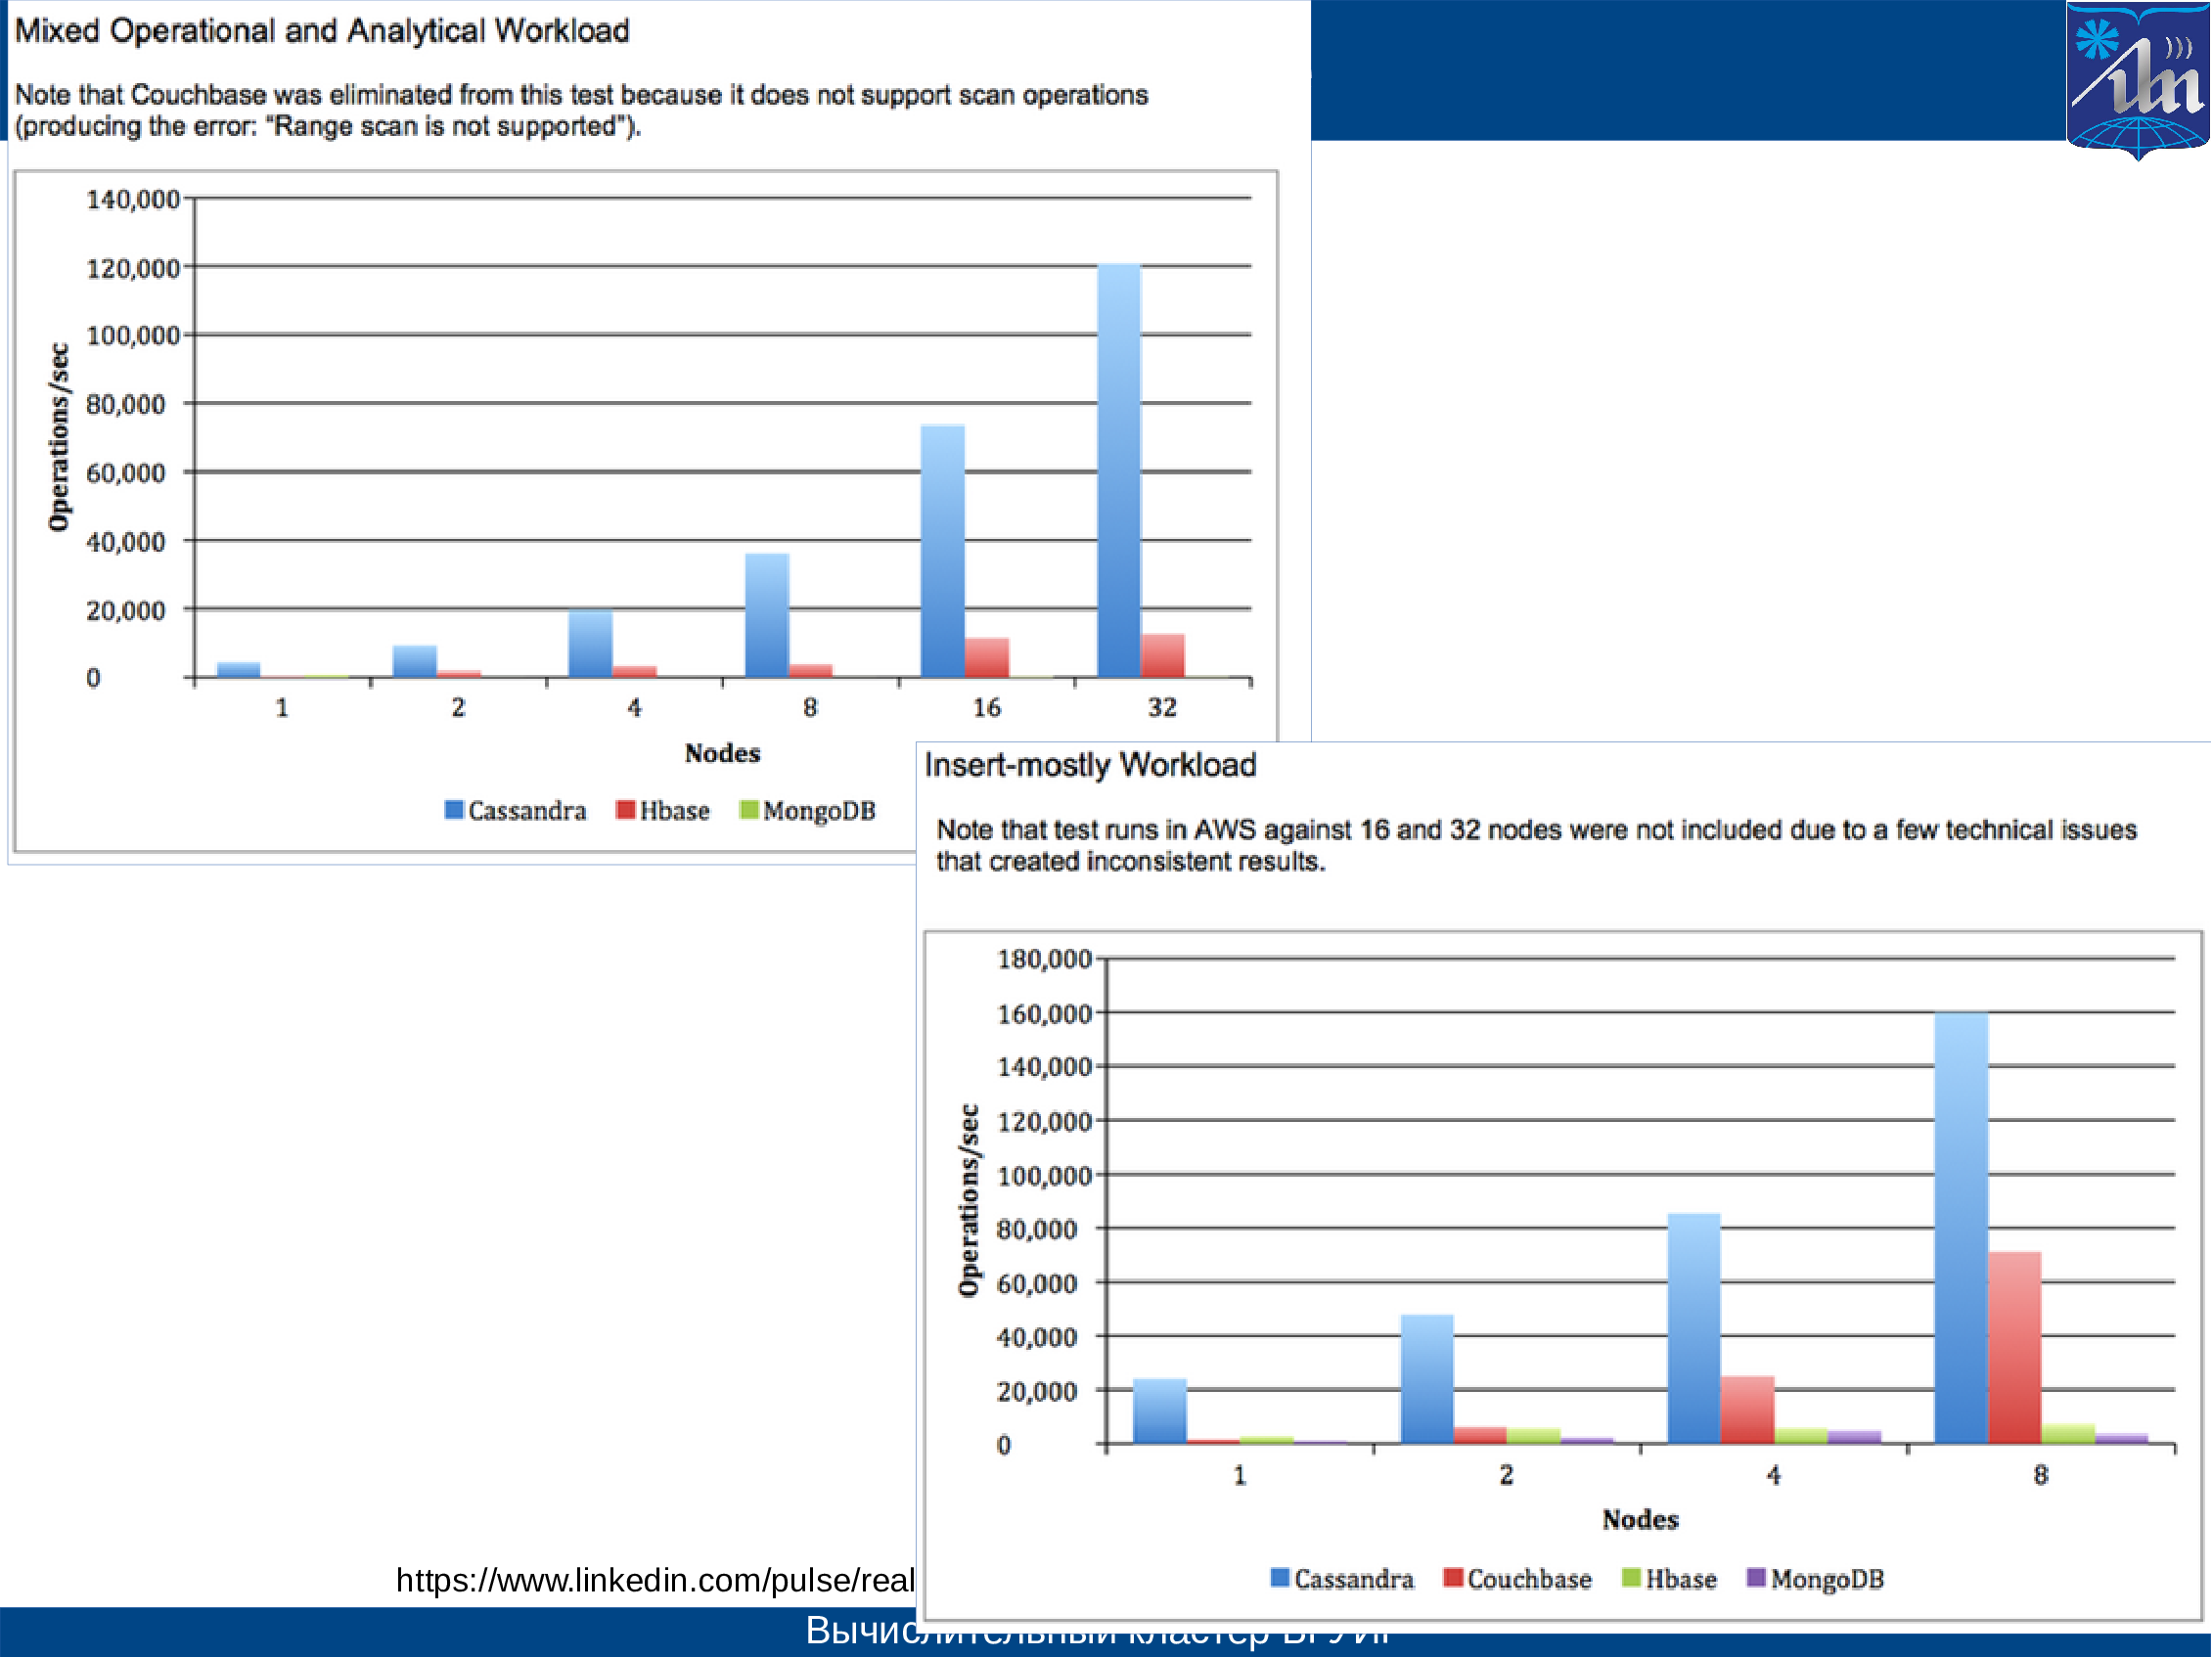 Mixed Operational and Analytical Workload
Note that Couchbase was eliminated from this test because it does not support scan operations
(producing the error: “Range scan is not supported”).
140,000
120,000
100,000
80,000
60,000
40,000
20,000
0
Operations/sec
1 2 4 8 16 32
Nodes
Cassandra Hbase MongoDB
Insert-mostly Workload
Note that test runs in AWS against 16 and 32 nodes were not included due to a few technical issues
that created inconsistent results.
180,000
160,000
140,000
120,000
100,000
80,000
60,000
40,000
20,000
0
Operations/sec
1 2 4 8
Nodes
Cassandra Couchbase Hbase MongoDB
https://www.linkedin.com/pulse/real
Вычислительный кластер